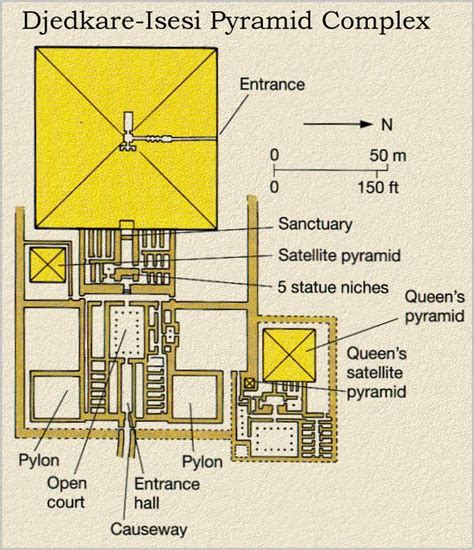 Djedkare-Isesi Pyramid Complex
Entrance
N
0 50 m
0 150 ft
Sanctuary
Satellite pyramid
5 statue niches
Queen's
pyramid
Queen's
satellite
pyramid
Pylon
Open
court
Causeway
Entrance
hall
Pylon